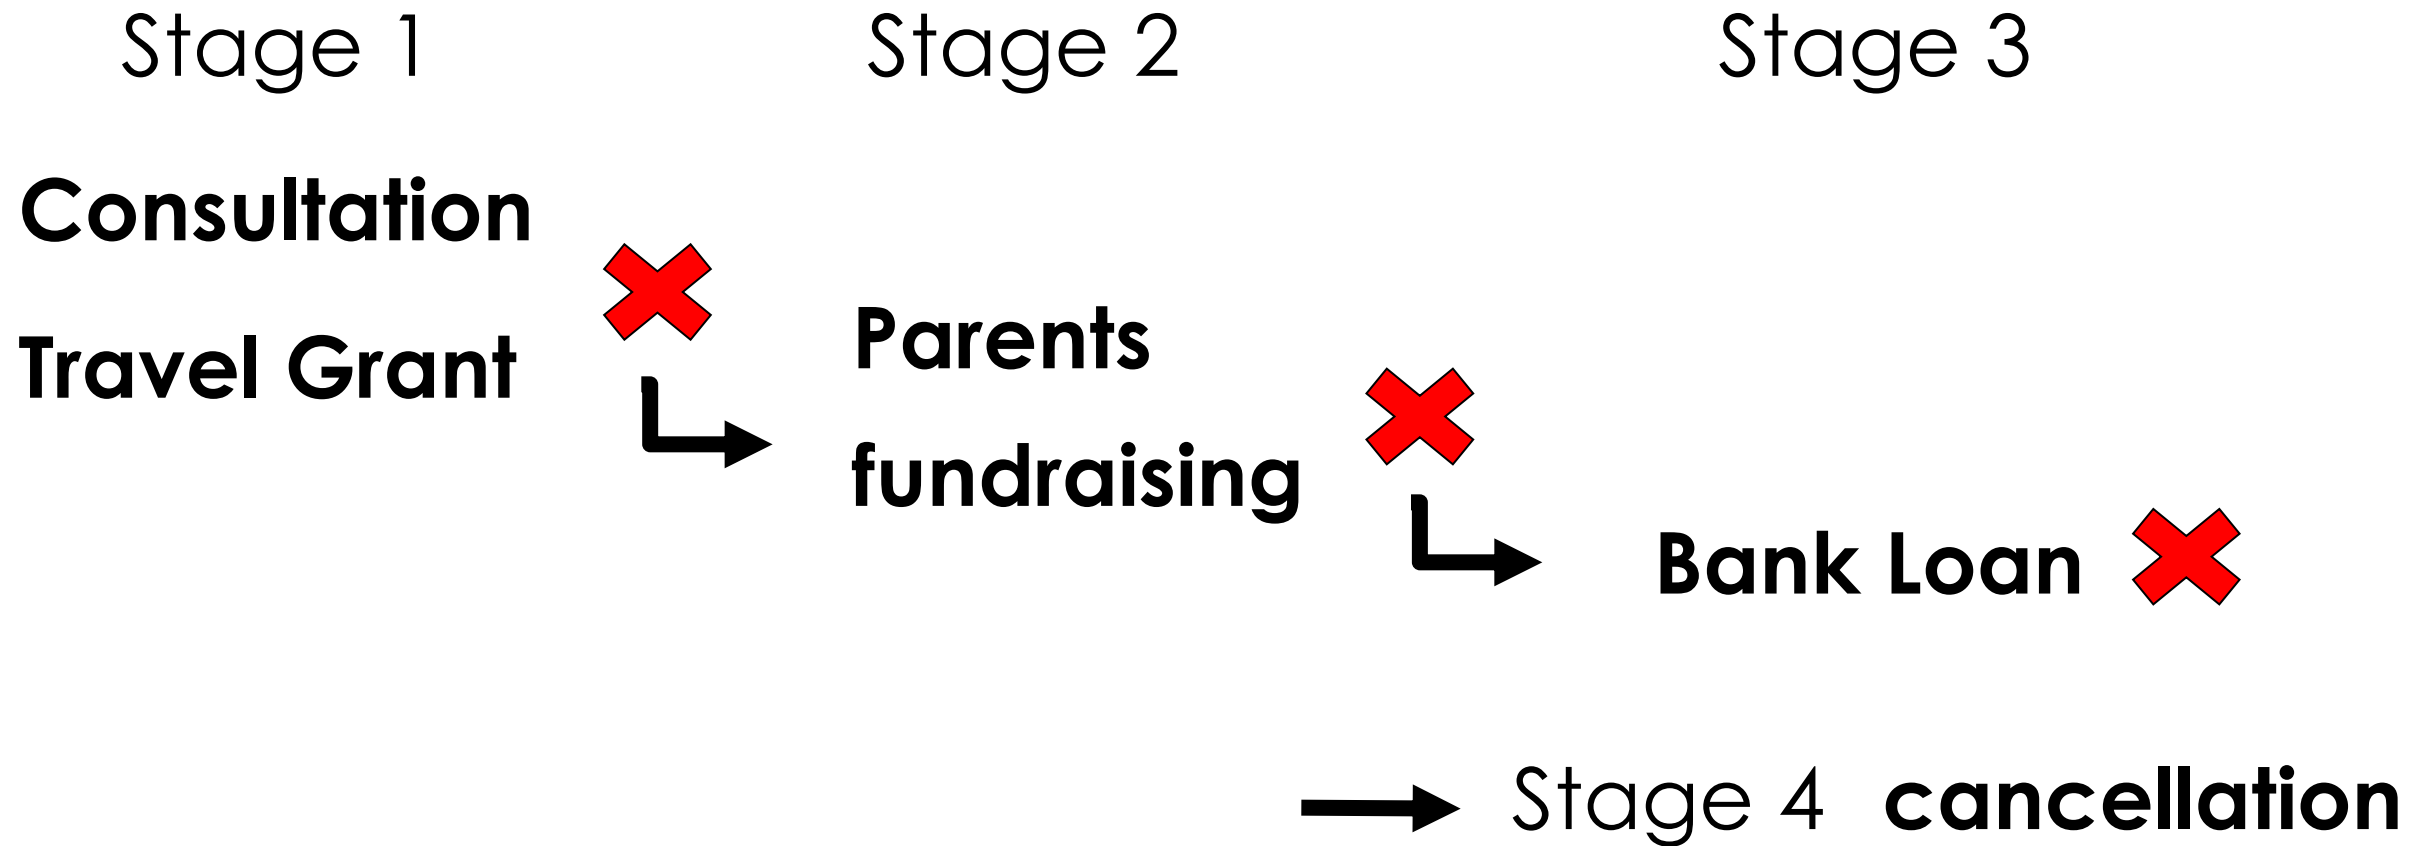 Stage 1
Stage 2
Stage 3
Consultation
Travel Grant
Parents
fundraising
Bank Loan
Stage 4 cancellation